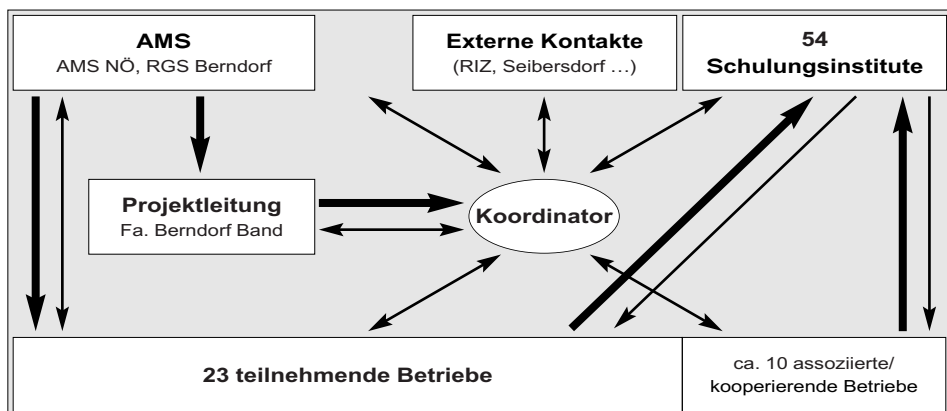 AMS
AMS NÖ, RGS Berndorf
Externe Kontakte
(RIZ, Seibersdorf …)
54
Schulungsinstitute
Projektleitung
Fa. Berndorf Band
Koordinator
23 teilnehmende Betriebe
ca. 10 assoziierte/
kooperierende Betriebe